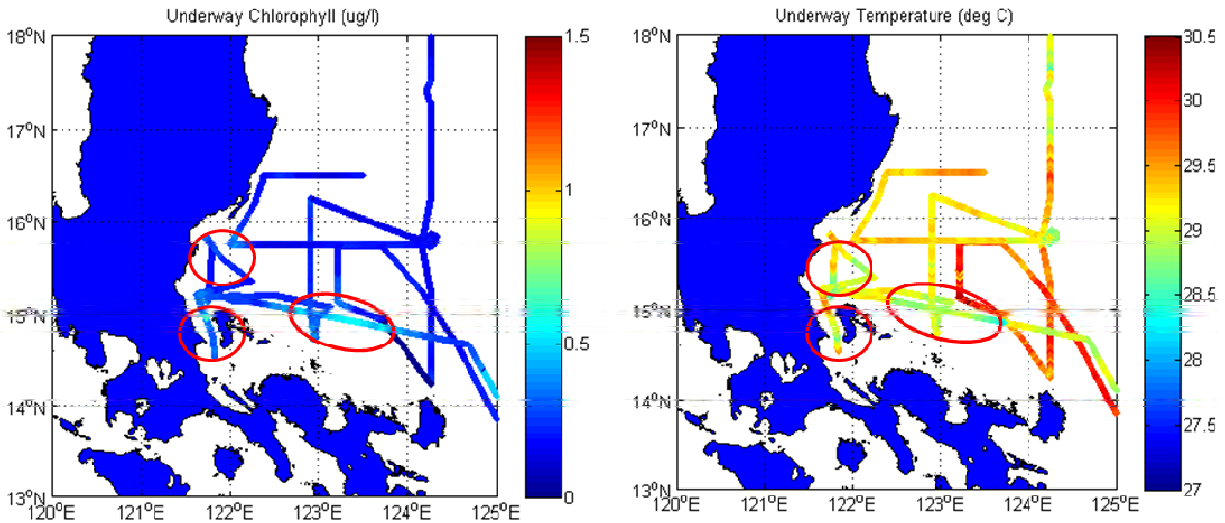 Underway Chlorophyll (ug/l)
18°N
17°N
16°N
15°N
14°N
13°N
120°E 121°E 122°E 123°E 124°E 125°E
1.5
1
0.5
0
Underway Temperature (deg C)
18°N
17°N
16°N
15°N
14°N
13°N
120°E 121°E 122°E 123°E 124°E 125°E
30.5
30
29.5
29
28.5
28
27.5
27